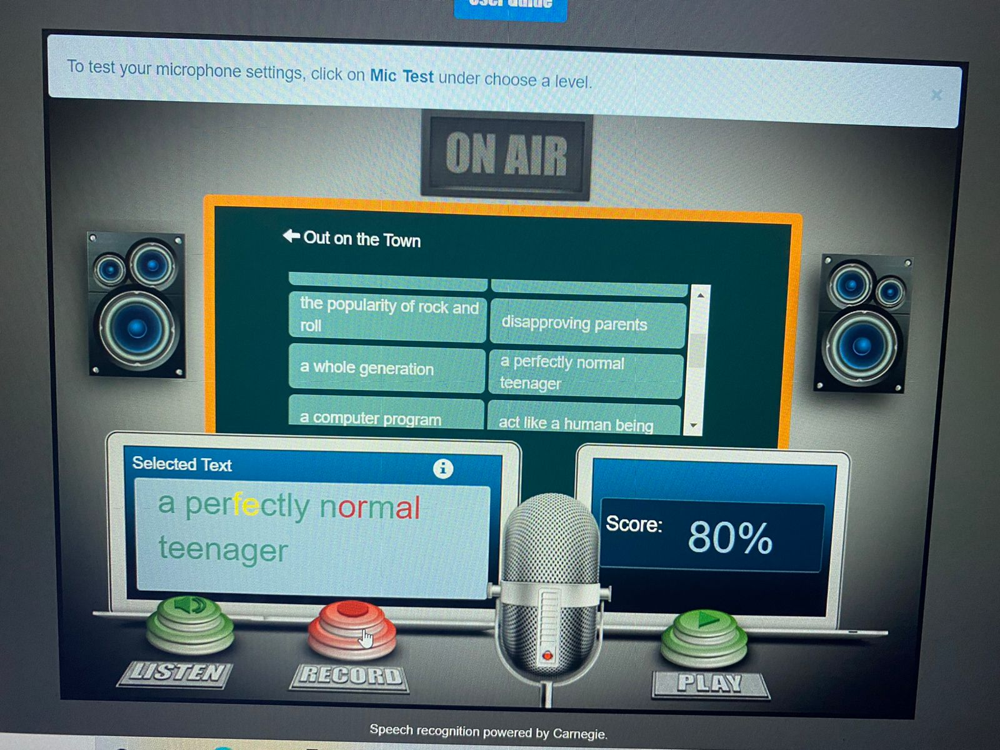 User Guide
To test your microphone settings, click on Mic Test under choose a level.
×
ON AIR
Out on the Town
the popularity of rock and
roll
disapproving parents
a whole generation
a perfectly normal
teenager
a computer program
act like a human being
Selected Text
i
a perfectly normal
teenager
Score: 80%
LISTEN
RECORD
PLAY
Speech recognition powered by Carnegie.